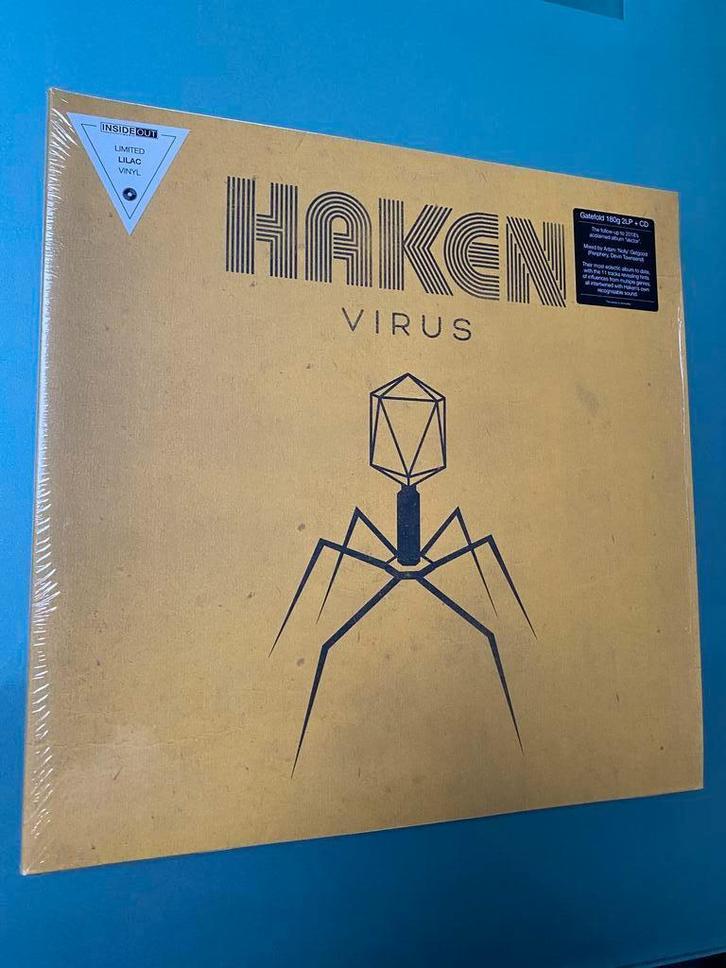 INSIDEOUT
LIMITED
LILAC
VINYL
HAKEN
VIRUS
Gatefold 180g 2LP + CD
The follow-up to 2018's
acclaimed album "Vector".
Mixed by Adam 'Nolly' Getgood
(Periphery, Devin Townsend)
Their most eclectic album to date,
with the 11 tracks revealing hints
of influences from multiple genres,
all intertwined with Haken's own
recognisable sound.